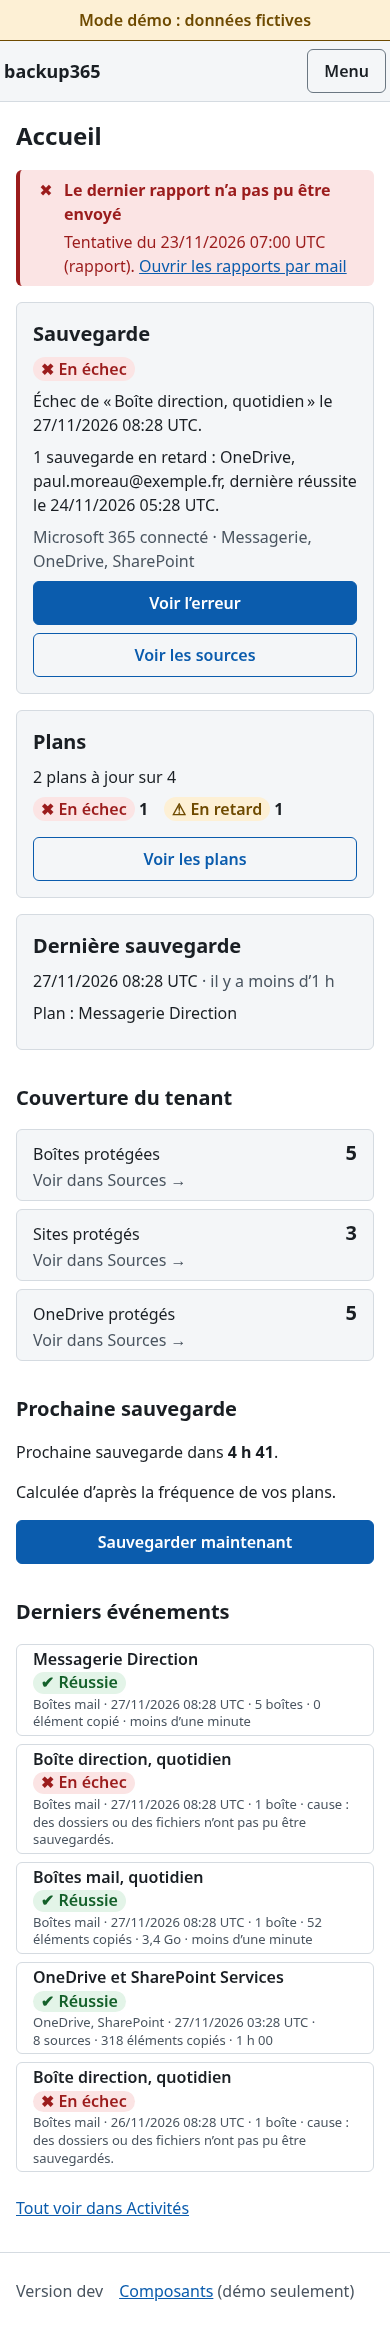 Mode démo : données fictives
backup365
Menu
Accueil
✖ Le dernier rapport n’a pas pu être
envoyé
Tentative du 23/11/2026 07:00 UTC
(rapport). Ouvrir les rapports par mail
Sauvegarde
✖ En échec
Échec de « Boîte direction, quotidien » le
27/11/2026 08:28 UTC.
1 sauvegarde en retard : OneDrive,
paul.moreau@exemple.fr, dernière réussite
le 24/11/2026 05:28 UTC.
Microsoft 365 connecté · Messagerie,
OneDrive, SharePoint
Voir l’erreur
Voir les sources
Plans
2 plans à jour sur 4
✖ En échec 1 ⚠ En retard 1
Voir les plans
Dernière sauvegarde
27/11/2026 08:28 UTC · il y a moins d’1 h
Plan : Messagerie Direction
Couverture du tenant
Boîtes protégées 5
Voir dans Sources →
Sites protégés 3
Voir dans Sources →
OneDrive protégés 5
Voir dans Sources →
Prochaine sauvegarde
Prochaine sauvegarde dans 4 h 41.
Calculée d’après la fréquence de vos plans.
Sauvegarder maintenant
Derniers événements
Messagerie Direction
✔ Réussie
Boîtes mail · 27/11/2026 08:28 UTC · 5 boîtes · 0
élément copié · moins d’une minute
Boîte direction, quotidien
✖ En échec
Boîtes mail · 27/11/2026 08:28 UTC · 1 boîte · cause :
des dossiers ou des fichiers n’ont pas pu être
sauvegardés.
Boîtes mail, quotidien
✔ Réussie
Boîtes mail · 27/11/2026 08:28 UTC · 1 boîte · 52
éléments copiés · 3,4 Go · moins d’une minute
OneDrive et SharePoint Services
✔ Réussie
OneDrive, SharePoint · 27/11/2026 03:28 UTC ·
8 sources · 318 éléments copiés · 1 h 00
Boîte direction, quotidien
✖ En échec
Boîtes mail · 26/11/2026 08:28 UTC · 1 boîte · cause :
des dossiers ou des fichiers n’ont pas pu être
sauvegardés.
Tout voir dans Activités
Version dev Composants (démo seulement)